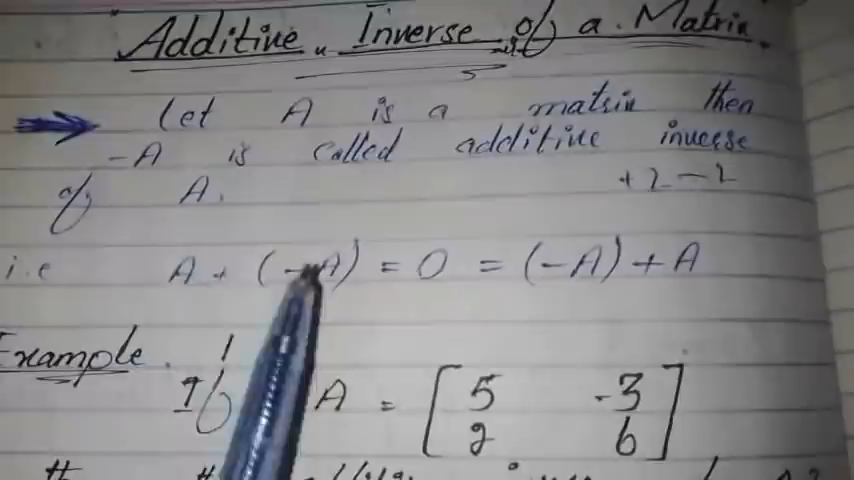 Additive Inverse of a Matrix.
Let A is a matrix then
-A is called additive inverse
of A. +2-2
i.e A + (-A) = 0 = (-A) + A
Example.
If A = [5 -3
2 6]